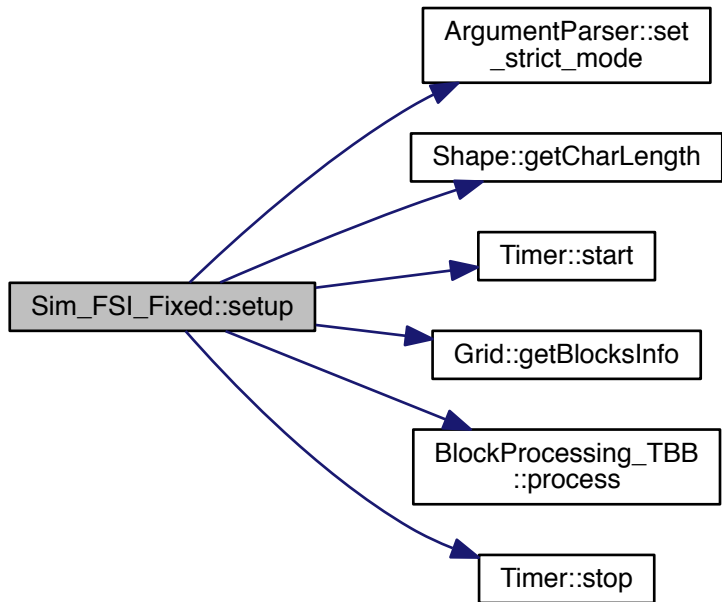 ArgumentParser::set
_strict_mode
Shape::getCharLength
Timer::start
Sim_FSI_Fixed::setup
Grid::getBlocksInfo
BlockProcessing_TBB
::process
Timer::stop